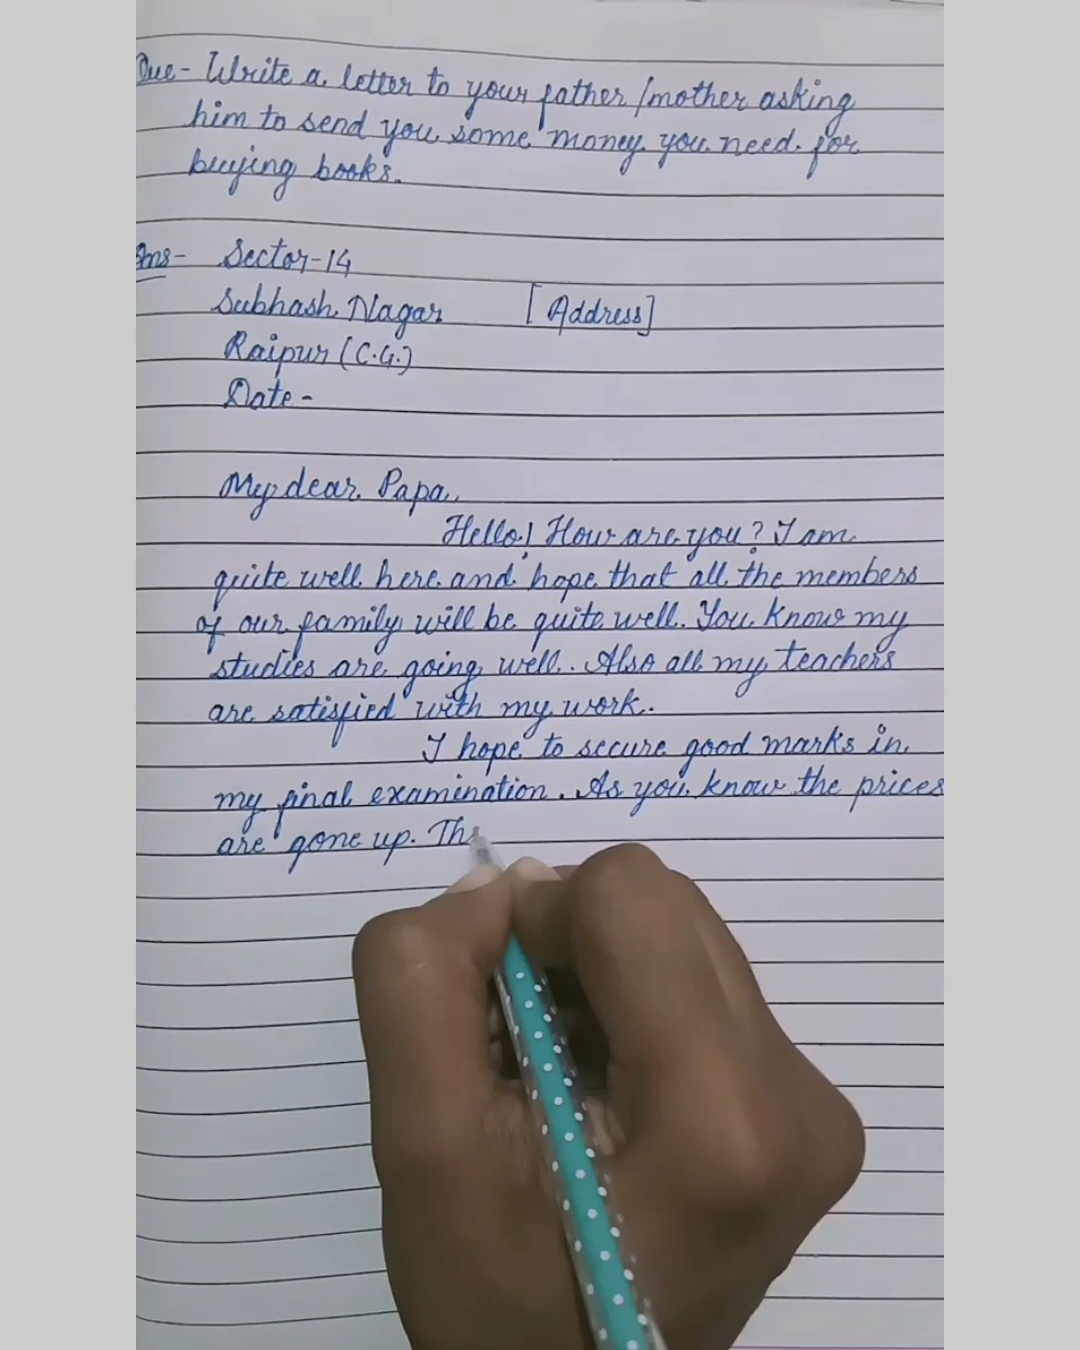 Que- Write a letter to your father/mother asking
him to send you some money you need for
buying books.
Ans- Sector-14
Subhash Nagar [Address]
Raipur (C.G.)
Date-
My dear Papa,
Hello! How are you? I am
quite well here and hope that all the members
of our family will be quite well. You know my
studies are going well. Also all my teachers
are satisfied with my work.
I hope to secure good marks in
my final examination. As you know the prices
are gone up. Th